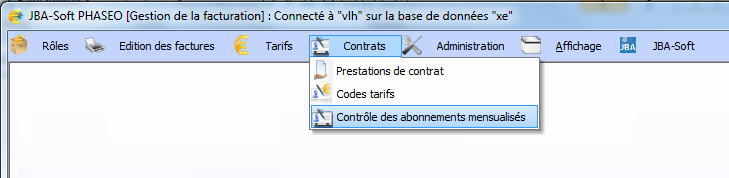 JBA-Soft PHASEO [Gestion de la facturation] : Connecté à "vlh" sur la base de données "xe"
Rôles Edition des factures Tarifs Contrats Administration Affichage JBA JBA-Soft
Prestations de contrat
Codes tarifs
Contrôle des abonnements mensualisés